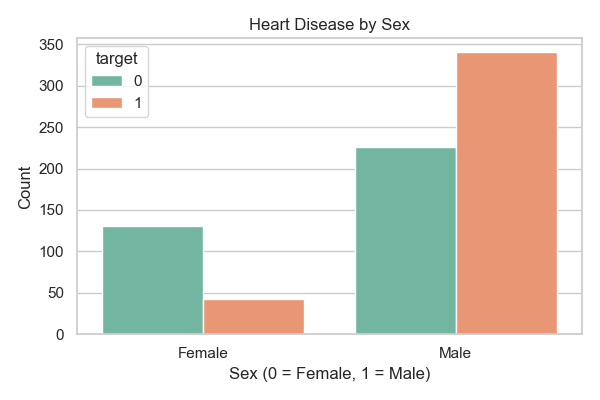 Heart Disease by Sex
target
0
1
350
300
250
200
150
100
50
0
Count
Female Male
Sex (0 = Female, 1 = Male)